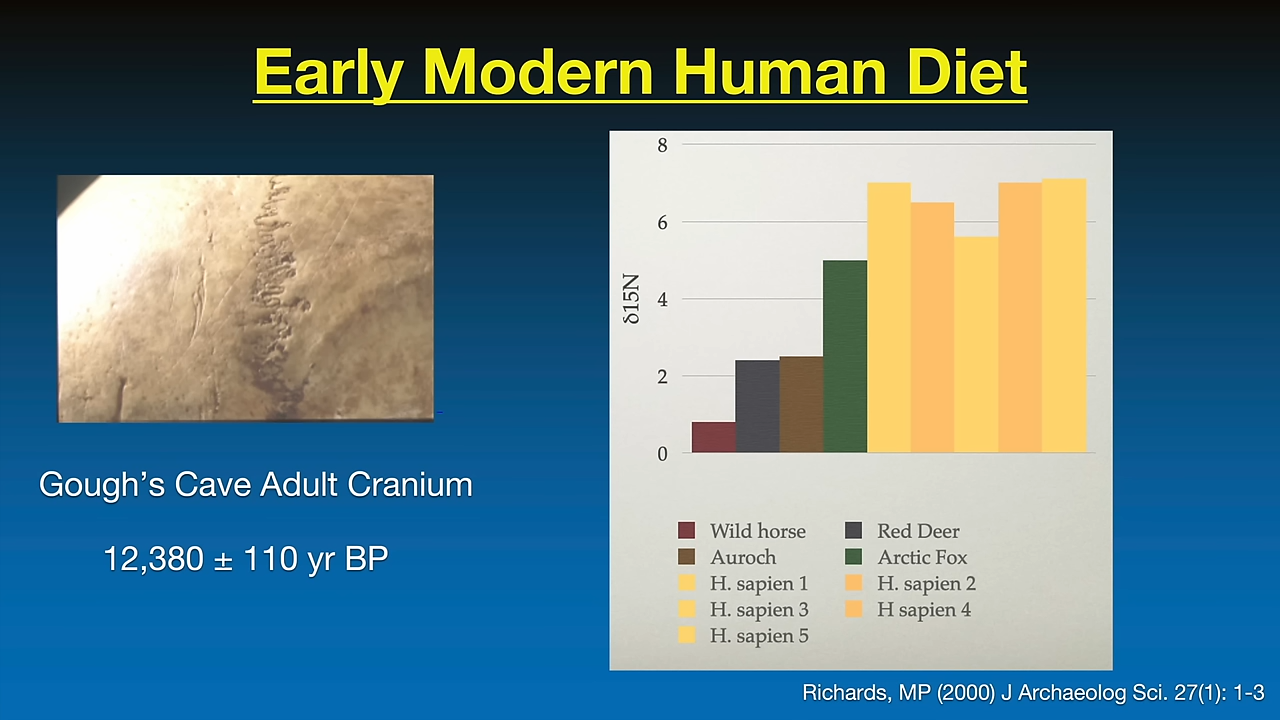 Early Modern Human Diet
Gough’s Cave Adult Cranium
12,380 ± 110 yr BP
8
6
4
2
0
δ15N
Wild horse
Red Deer
Auroch
Arctic Fox
H. sapien 1
H. sapien 2
H. sapien 3
H sapien 4
H. sapien 5
Richards, MP (2000) J Archaeolog Sci. 27(1): 1-3